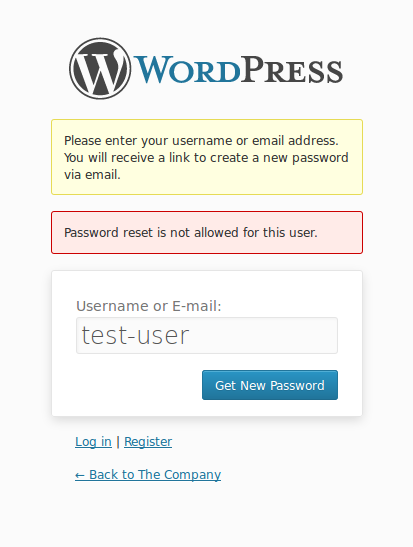 WORDPRESS
Please enter your username or email address.
You will receive a link to create a new password
via email.
Password reset is not allowed for this user.
Username or E-mail:
test-user
Get New Password
Log in | Register
← Back to The Company